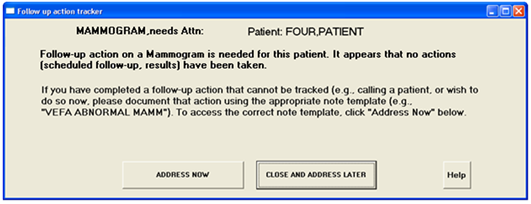 Follow up action tracker
MAMMOGRAM,needs Attn: Patient: FOUR,PATIENT
Follow-up action on a Mammogram is needed for this patient. It appears that no actions
(scheduled follow-up, results) have been taken.
If you have completed a follow-up action that cannot be tracked (e.g., calling a patient, or wish to
do so now, please document that action using the appropriate note template (e.g.,
"VEFA ABNORMAL MAMM"). To access the correct note template, click "Address Now" below.
ADDRESS NOW CLOSE AND ADDRESS LATER Help